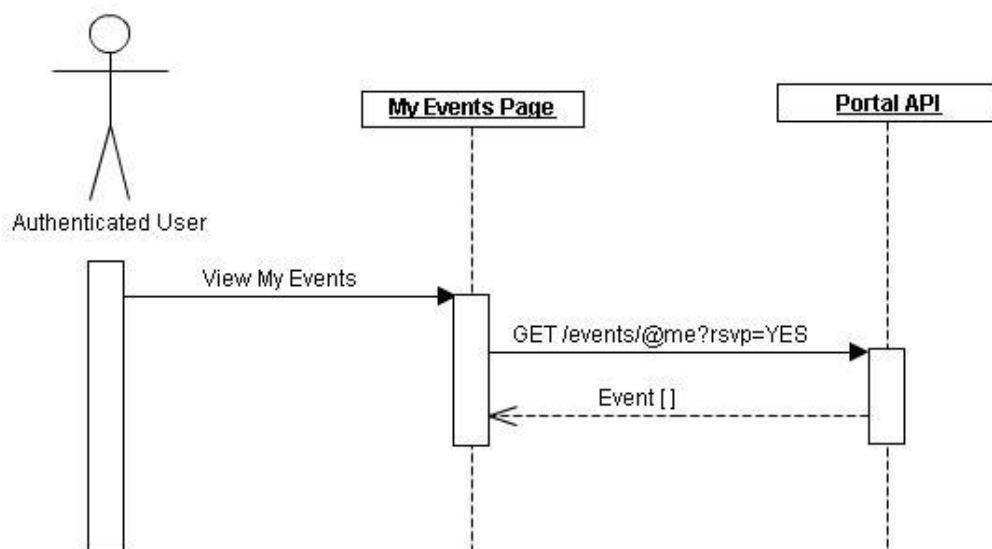 My Events Page
Portal API
Authenticated User
View My Events
GET /events/@me?rsvp=YES
Event [ ]